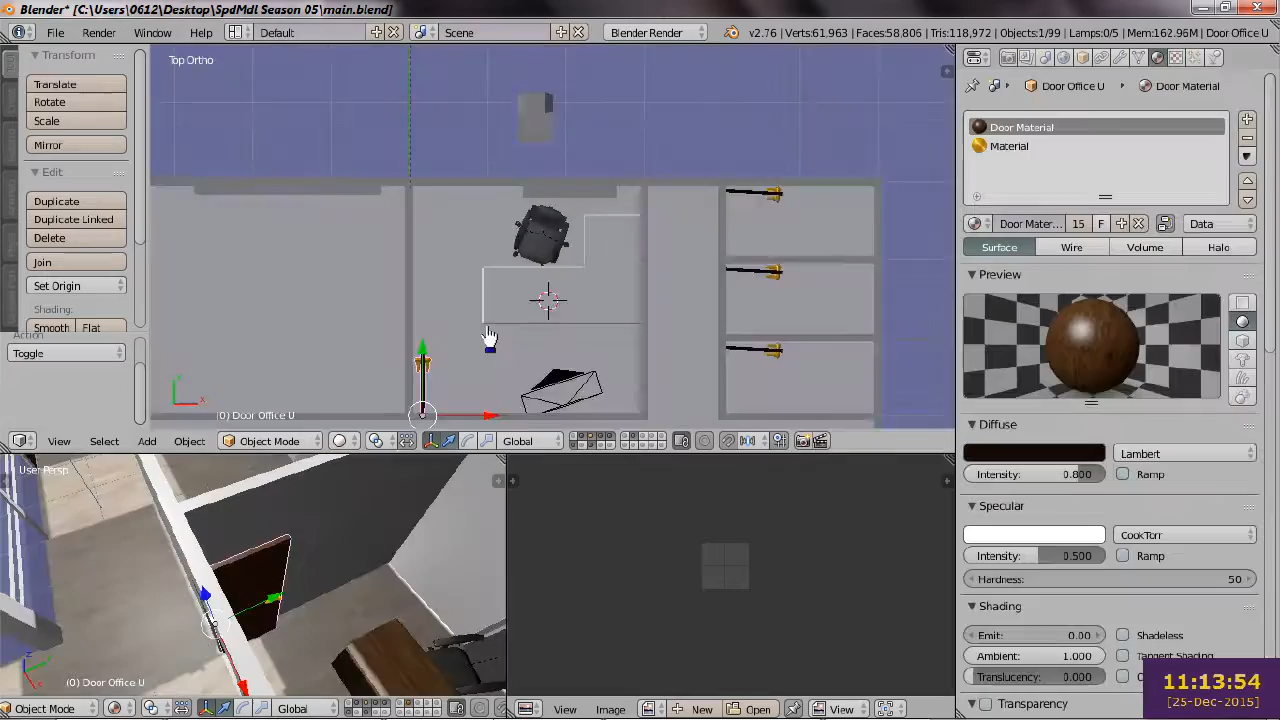 Blender* [C:\Users\0612\Desktop\SpdMdl Season 05\main.blend]
File Render Window Help Default Scene Blender Render v2.76 | Verts:61,963 | Faces:58,806 | Tris:118,972 | Objects:1/99 | Lamps:0/5 | Mem:162.96M | Door Office U
Transform
Translate
Rotate
Scale
Mirror
Edit
Duplicate
Duplicate Linked
Delete
Join
Set Origin
Shading:
Smooth Flat
Action
Toggle
Top Ortho
(0) Door Office U
View Select Add Object Object Mode Global
User Persp
(0) Door Office U
Object Mode Global
View Image New Open View
Door Office U Door Material
Door Material
Material
Door Mater... 15 F Data
Surface Wire Volume Halo
Preview
Diffuse
Lambert
Intensity: 0.800 Ramp
Specular
CookTorr
Intensity: 0.500 Ramp
Hardness: 50
Shading
Emit: 0.00 Shadeless
Ambient: 1.000 Tangent Shading
Translucency: 0.000
Transparency
11:13:54
[25-Dec-2015]